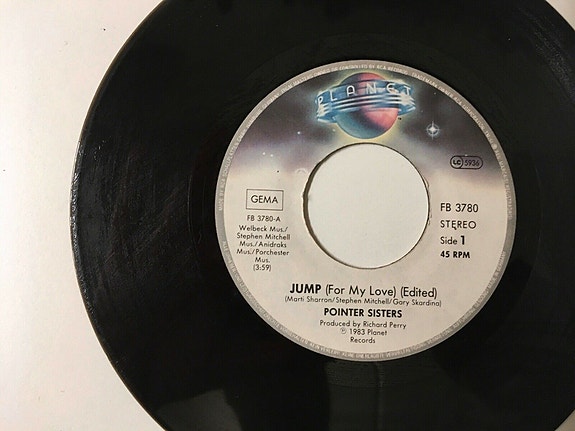 PLANET
LC 5936
GEMA
FB 3780-A
Welbeck Mus./
Stephen Mitchell
Mus./Anidroks
Mus./Porchester
Mus.
(3:59)
FB 3780
STEREO
Side 1
45 RPM
JUMP (For My Love) (Edited)
(Marti Sharron/Stephen Mitchell/Gary Skardina)
POINTER SISTERS
Produced by Richard Perry
℗ 1983 Planet
Records